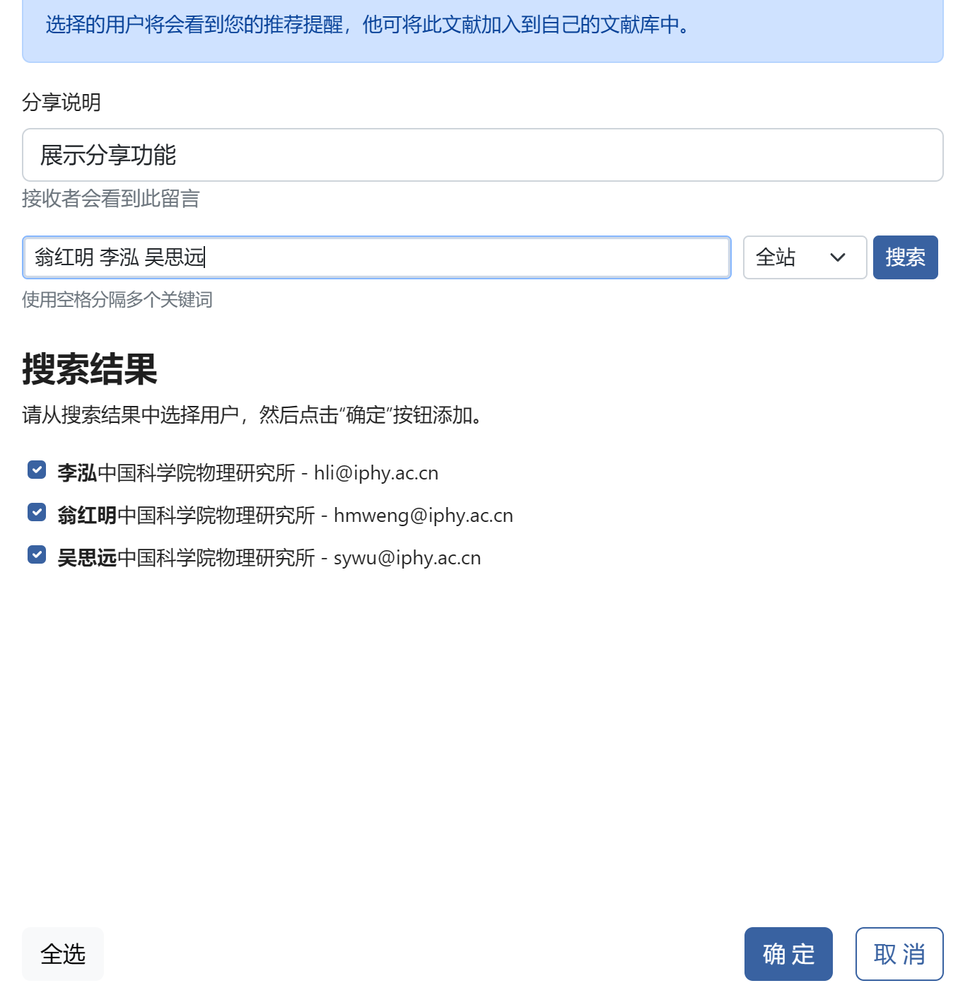 选择的用户将会看到您的推荐提醒，他可将此文献加入到自己的文献库中。
分享说明
展示分享功能
接收者会看到此留言
翁红明 李泓 吴思远
全站
搜索
使用空格分隔多个关键词
搜索结果
请从搜索结果中选择用户，然后点击“确定”按钮添加。
李泓中国科学院物理研究所 - hli@iphy.ac.cn
翁红明中国科学院物理研究所 - hmweng@iphy.ac.cn
吴思远中国科学院物理研究所 - sywu@iphy.ac.cn
全选
确 定
取 消